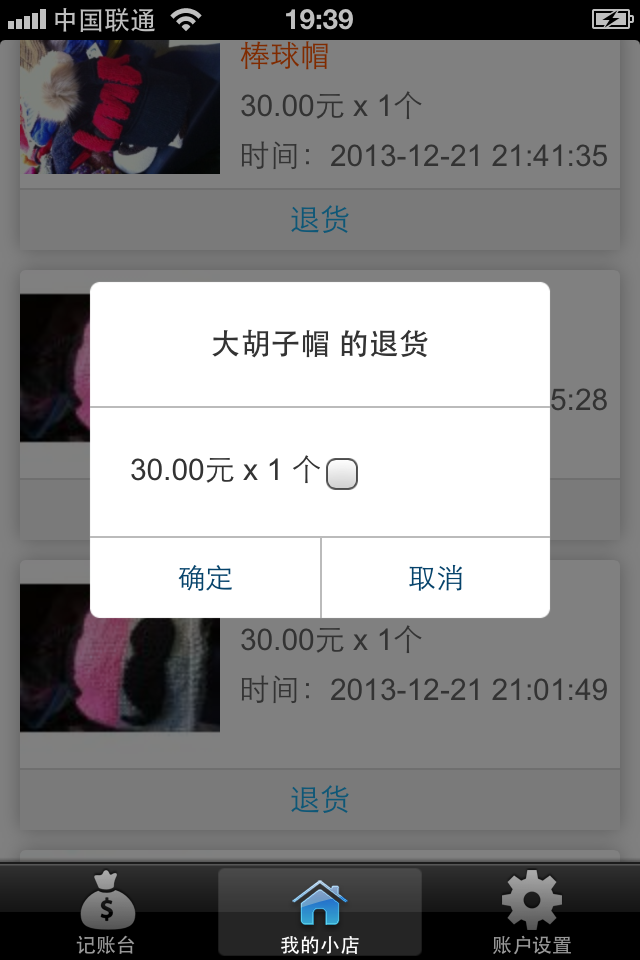 中国联通 19:39
棒球帽
30.00元 x 1个
时间：2013-12-21 21:41:35
退货
大胡子帽 的退货
5:28
30.00元 x 1 个
确定 取消
30.00元 x 1个
时间：2013-12-21 21:01:49
退货
$
记账台 我的小店 账户设置